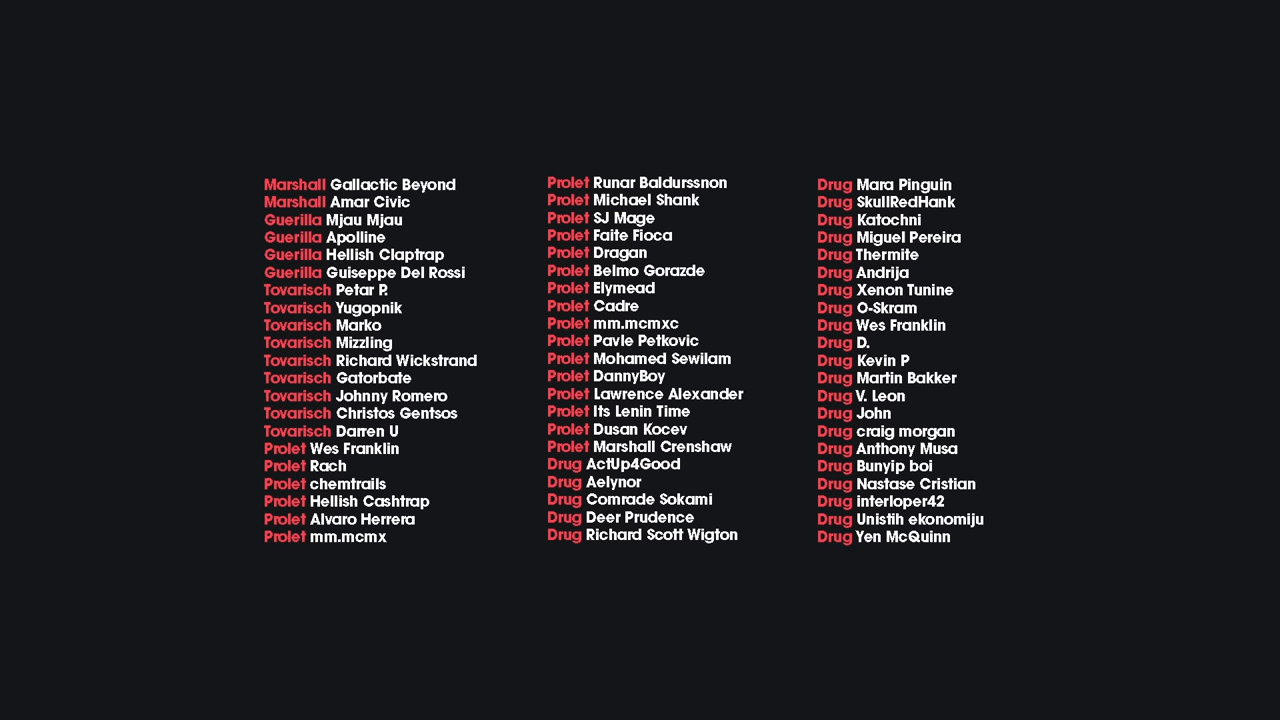 Marshall Gallactic Beyond
Marshall Amar Civic
Guerilla Mjau Mjau
Guerilla Apolline
Guerilla Hellish Claptrap
Guerilla Guiseppe Del Rossi
Tovarisch Petar P.
Tovarisch Yugopnik
Tovarisch Marko
Tovarisch Mizzling
Tovarisch Richard Wickstrand
Tovarisch Gatorbate
Tovarisch Johnny Romero
Tovarisch Christos Gentsos
Tovarisch Darren U
Prolet Wes Franklin
Prolet Rach
Prolet chemtrails
Prolet Hellish Cashtrap
Prolet Alvaro Herrera
Prolet mm.mcmx
Prolet Runar Baldurssnon
Prolet Michael Shank
Prolet SJ Mage
Prolet Faite Fioca
Prolet Dragan
Prolet Belmo Gorazde
Prolet Elymead
Prolet Cadre
Prolet mm.mcmxc
Prolet Pavle Petkovic
Prolet Mohamed Sewilam
Prolet DannyBoy
Prolet Lawrence Alexander
Prolet Its Lenin Time
Prolet Dusan Kocev
Prolet Marshall Crenshaw
Drug ActUp4Good
Drug Aelynor
Drug Comrade Sokami
Drug Deer Prudence
Drug Richard Scott Wigton
Drug Mara Pinguin
Drug SkullRedHank
Drug Katochni
Drug Miguel Pereira
Drug Thermite
Drug Andrija
Drug Xenon Tunine
Drug O-Skram
Drug Wes Franklin
Drug D.
Drug Kevin P
Drug Martin Bakker
Drug V. Leon
Drug John
Drug craig morgan
Drug Anthony Musa
Drug Bunyip boi
Drug Nastase Cristian
Drug interloper42
Drug Unistih ekonomiju
Drug Yen McQuinn